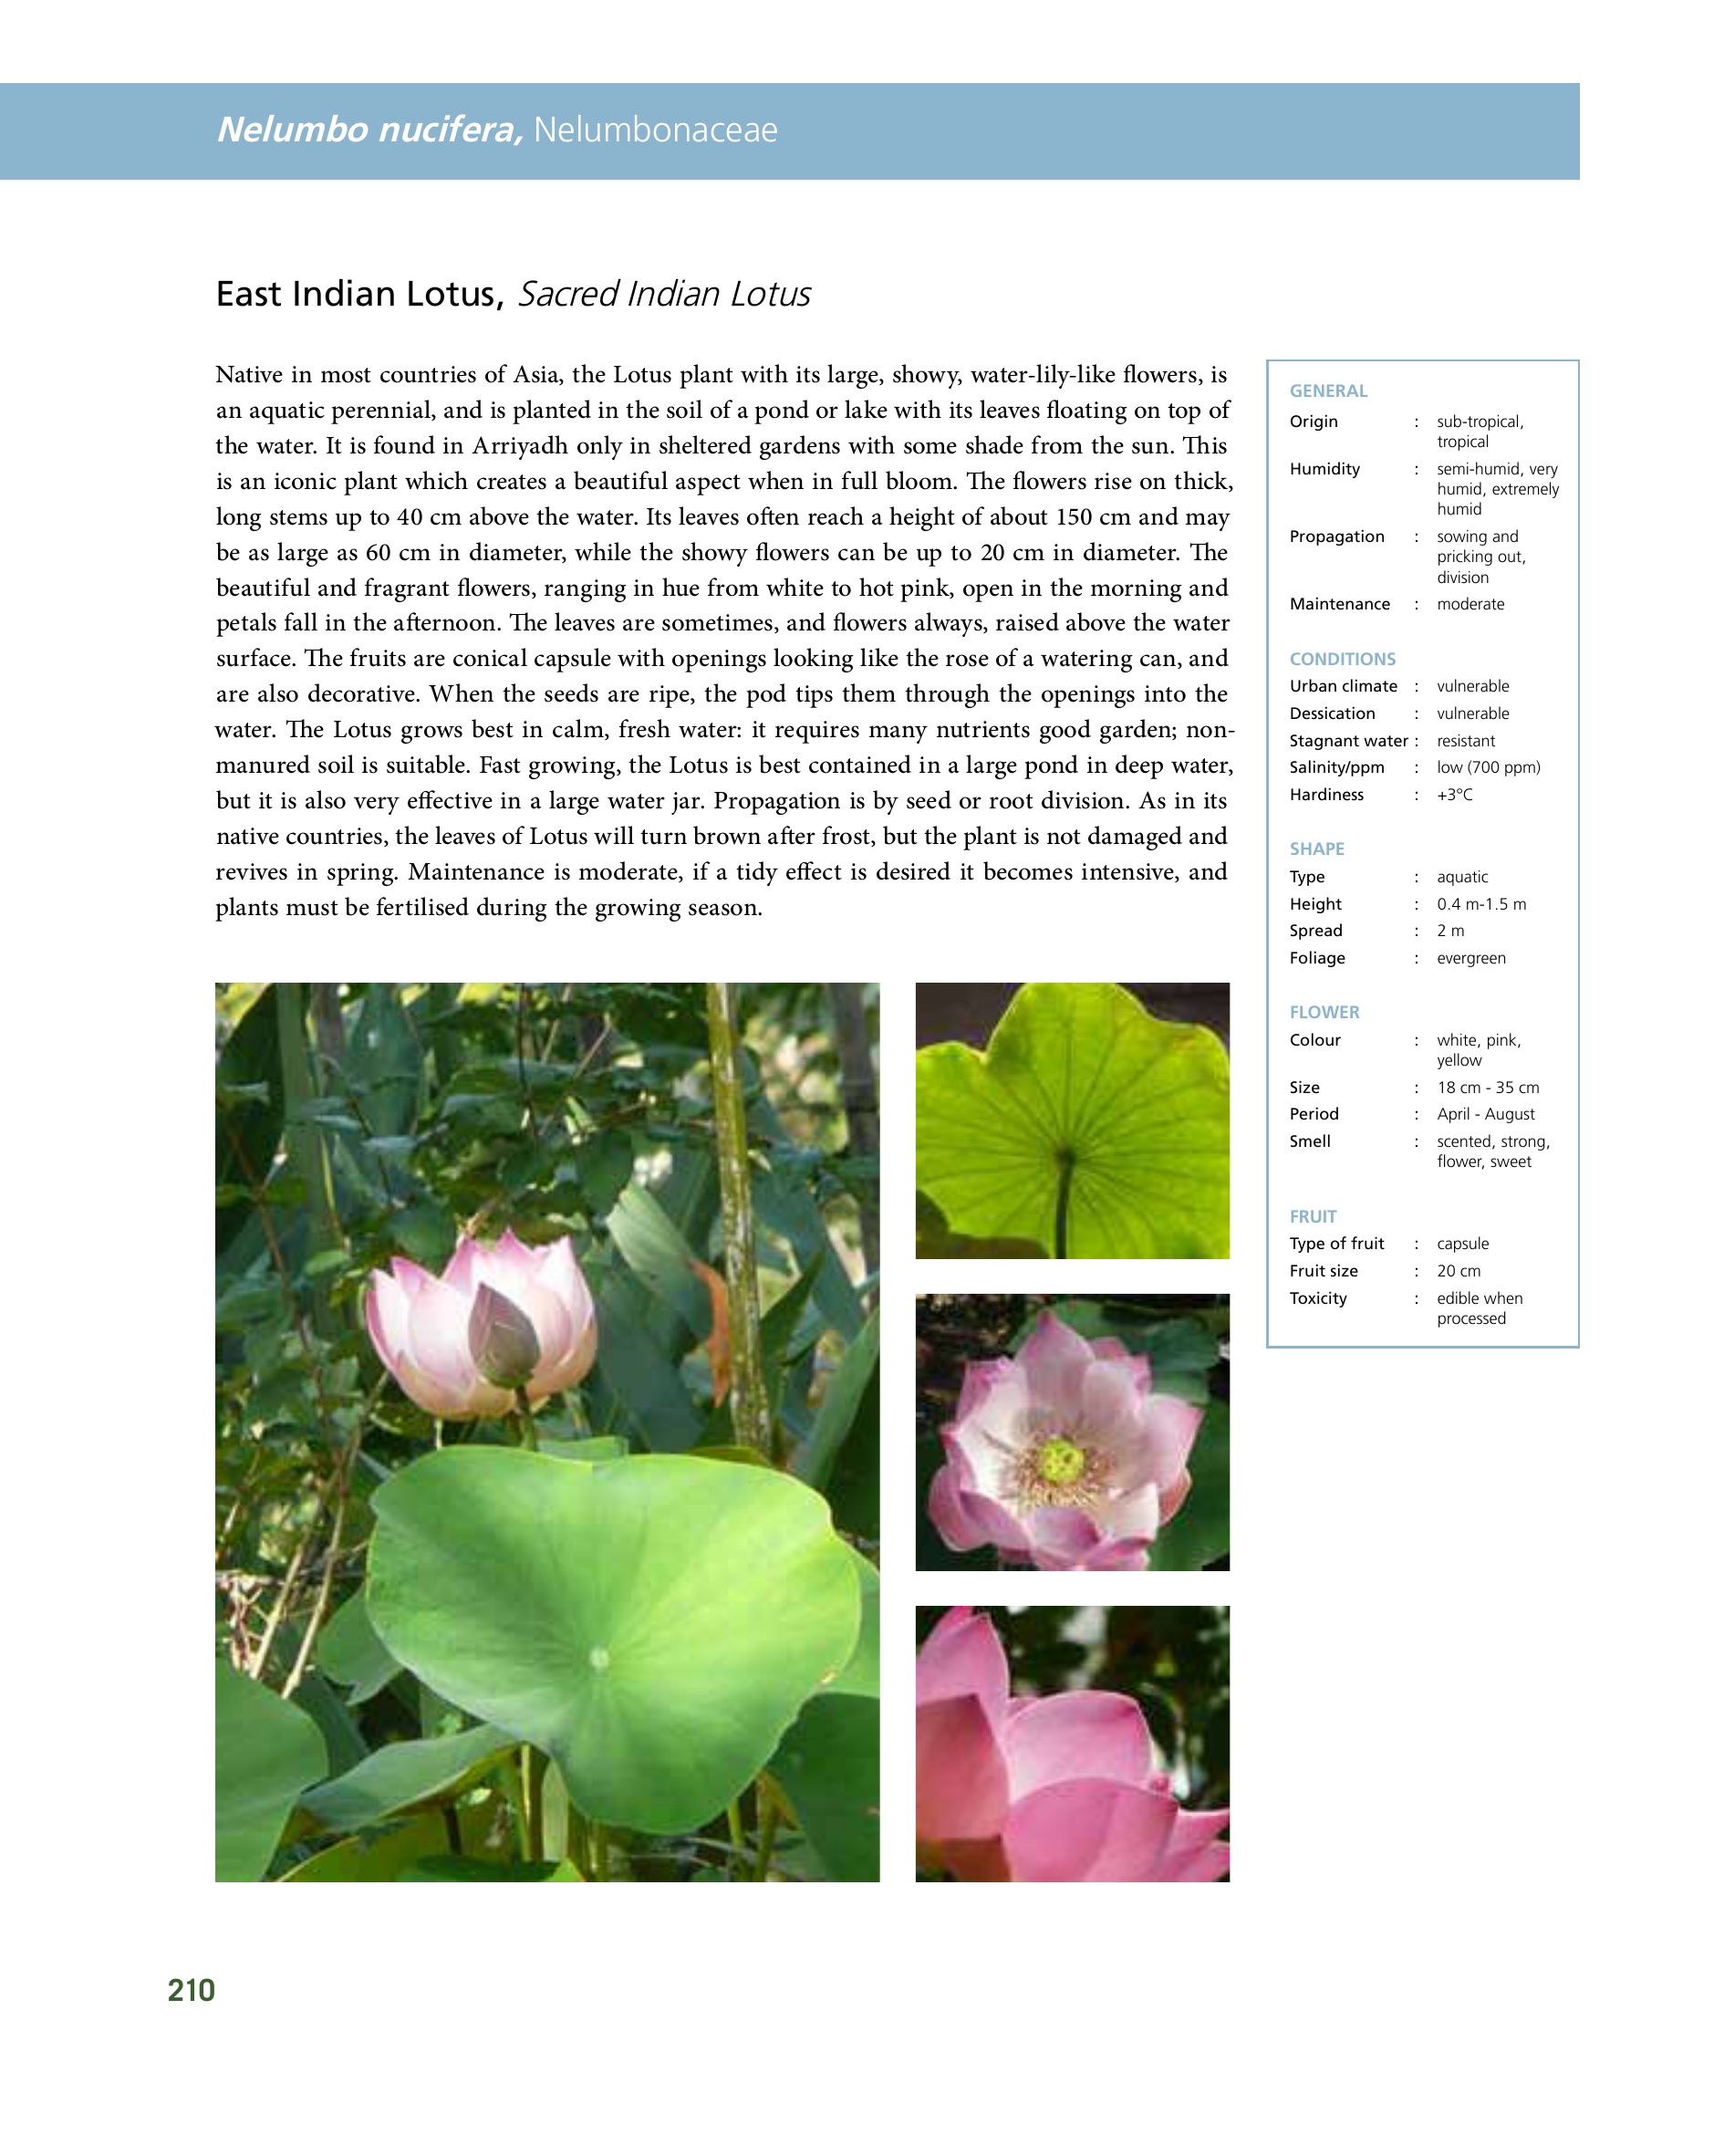 Nelumbo nucifera, Nelumbonaceae
East Indian Lotus, Sacred Indian Lotus
Native in most countries of Asia, the Lotus plant with its large, showy, water-lily-like flowers, is
an aquatic perennial, and is planted in the soil of a pond or lake with its leaves floating on top of
the water. It is found in Arriyadh only in sheltered gardens with some shade from the sun. This
is an iconic plant which creates a beautiful aspect when in full bloom. The flowers rise on thick,
long stems up to 40 cm above the water. Its leaves often reach a height of about 150 cm and may
be as large as 60 cm in diameter, while the showy flowers can be up to 20 cm in diameter. The
beautiful and fragrant flowers, ranging in hue from white to hot pink, open in the morning and
petals fall in the afternoon. The leaves are sometimes, and flowers always, raised above the water
surface. The fruits are conical capsule with openings looking like the rose of a watering can, and
are also decorative. When the seeds are ripe, the pod tips them through the openings into the
water. The Lotus grows best in calm, fresh water: it requires many nutrients good garden; non-
manured soil is suitable. Fast growing, the Lotus is best contained in a large pond in deep water,
but it is also very effective in a large water jar. Propagation is by seed or root division. As in its
native countries, the leaves of Lotus will turn brown after frost, but the plant is not damaged and
revives in spring. Maintenance is moderate, if a tidy effect is desired it becomes intensive, and
plants must be fertilised during the growing season.
GENERAL
Origin : sub-tropical,
tropical
Humidity : semi-humid, very
humid, extremely
humid
Propagation : sowing and
pricking out,
division
Maintenance : moderate
CONDITIONS
Urban climate : vulnerable
Dessication : vulnerable
Stagnant water : resistant
Salinity/ppm : low (700 ppm)
Hardiness : +3°C
SHAPE
Type : aquatic
Height : 0.4 m-1.5 m
Spread : 2 m
Foliage : evergreen
FLOWER
Colour : white, pink,
yellow
Size : 18 cm - 35 cm
Period : April - August
Smell : scented, strong,
flower, sweet
FRUIT
Type of fruit : capsule
Fruit size : 20 cm
Toxicity : edible when
processed
210